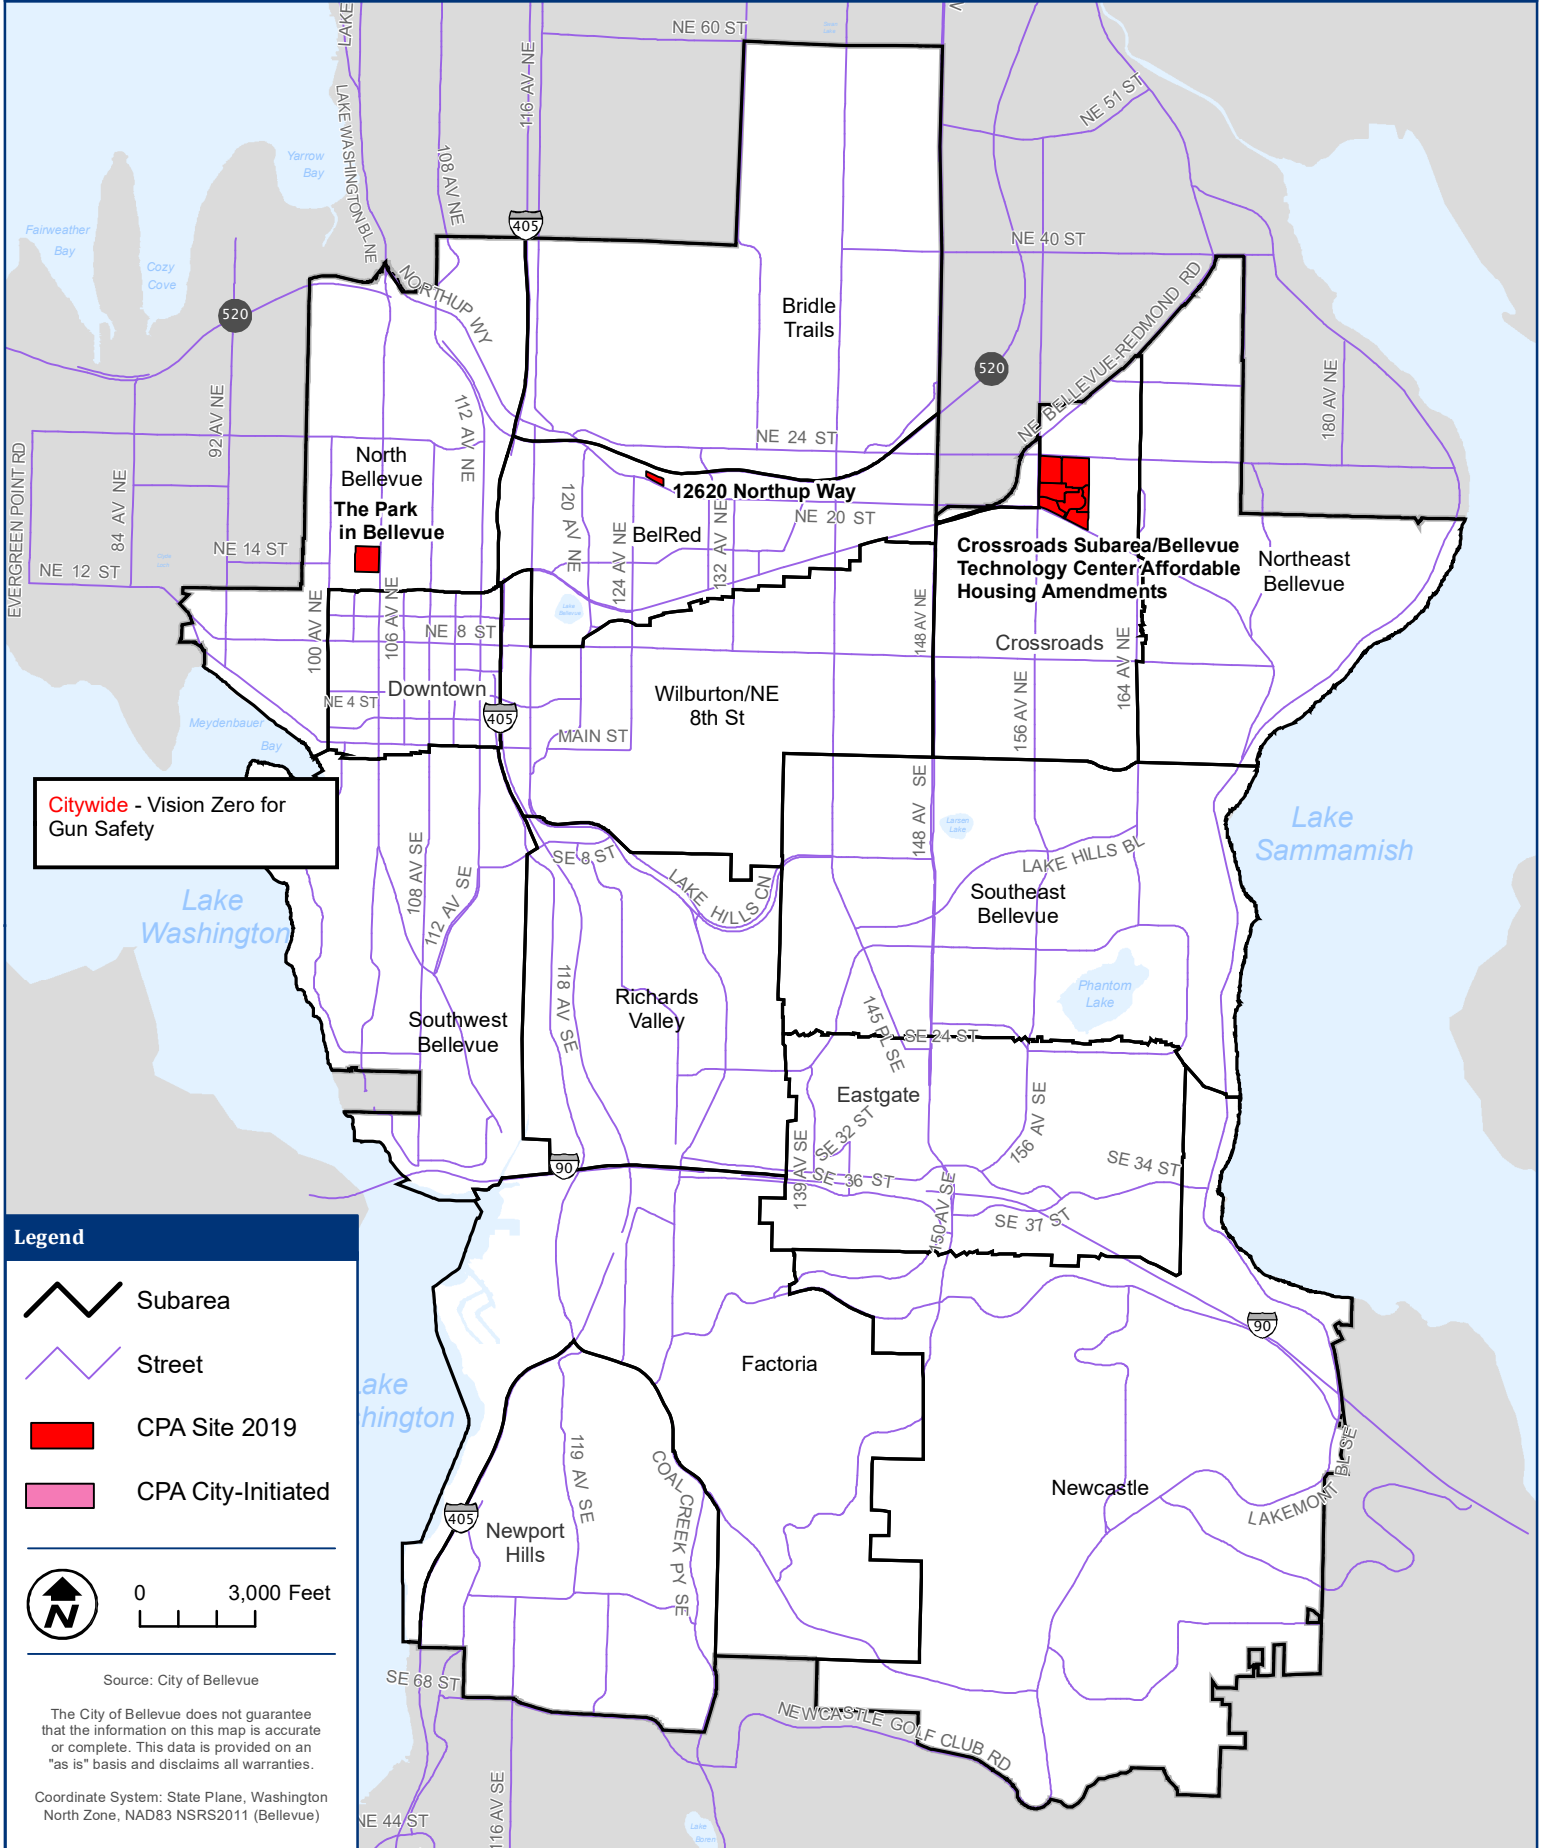 NE 60 ST
LAKE
LAKE WASHINGTON BL NE
108 AV NE
116 AV NE
NE 51 ST
Yarrow
Bay
Fairweather
Bay
Cozy
Cove
405
NE 40 ST
520
NORTHUP WY
Bridle
Trails
520
NE BELLEVUE-REDMOND RD
180 AV NE
92 AV NE
112 AV NE
NE 24 ST
EVERGREEN POINT RD
84 AV NE
North
Bellevue
The Park
in Bellevue
12620 Northup Way
120 AV NE
124 AV NE
132 AV NE
NE 20 ST
BelRed
NE 14 ST
NE 12 ST
Crossroads Subarea/Bellevue
Technology Center Affordable
Housing Amendments
Northeast
Bellevue
Lake
Bellevue
100 AV NE
106 AV NE
NE 8 ST
148 AV NE
Crossroads
156 AV NE
164 AV NE
Downtown
NE 4 ST
405
Wilburton/NE
8th St
MAIN ST
Meydenbauer
Bay
Citywide - Vision Zero for
Gun Safety
148 AV SE
Larsen
Lake
Lake
Sammamish
SE 8 ST
LAKE HILLS CN
LAKE HILLS BL
108 AV SE
112 AV SE
Lake
Washington
Southeast
Bellevue
118 AV SE
Richards
Valley
Phantom
Lake
Southwest
Bellevue
145 PL SE
SE 24 ST
Eastgate
SE 32 ST
156 AV SE
139 AV SE
SE 34 ST
90
SE 36 ST
150 AV SE
SE 37 ST
90
Factoria
Lake
Washington
119 AV SE
COAL CREEK PY SE
Newcastle
LAKEMONT BL SE
405
Newport
Hills
SE 68 ST
NEWCASTLE GOLF CLUB RD
116 AV SE
NE 44 ST
Lake
Boren
Legend
Subarea
Street
CPA Site 2019
CPA City-Initiated
N
0 3,000 Feet
Source: City of Bellevue
The City of Bellevue does not guarantee
that the information on this map is accurate
or complete. This data is provided on an
"as is" basis and disclaims all warranties.
Coordinate System: State Plane, Washington
North Zone, NAD83 NSRS2011 (Bellevue)